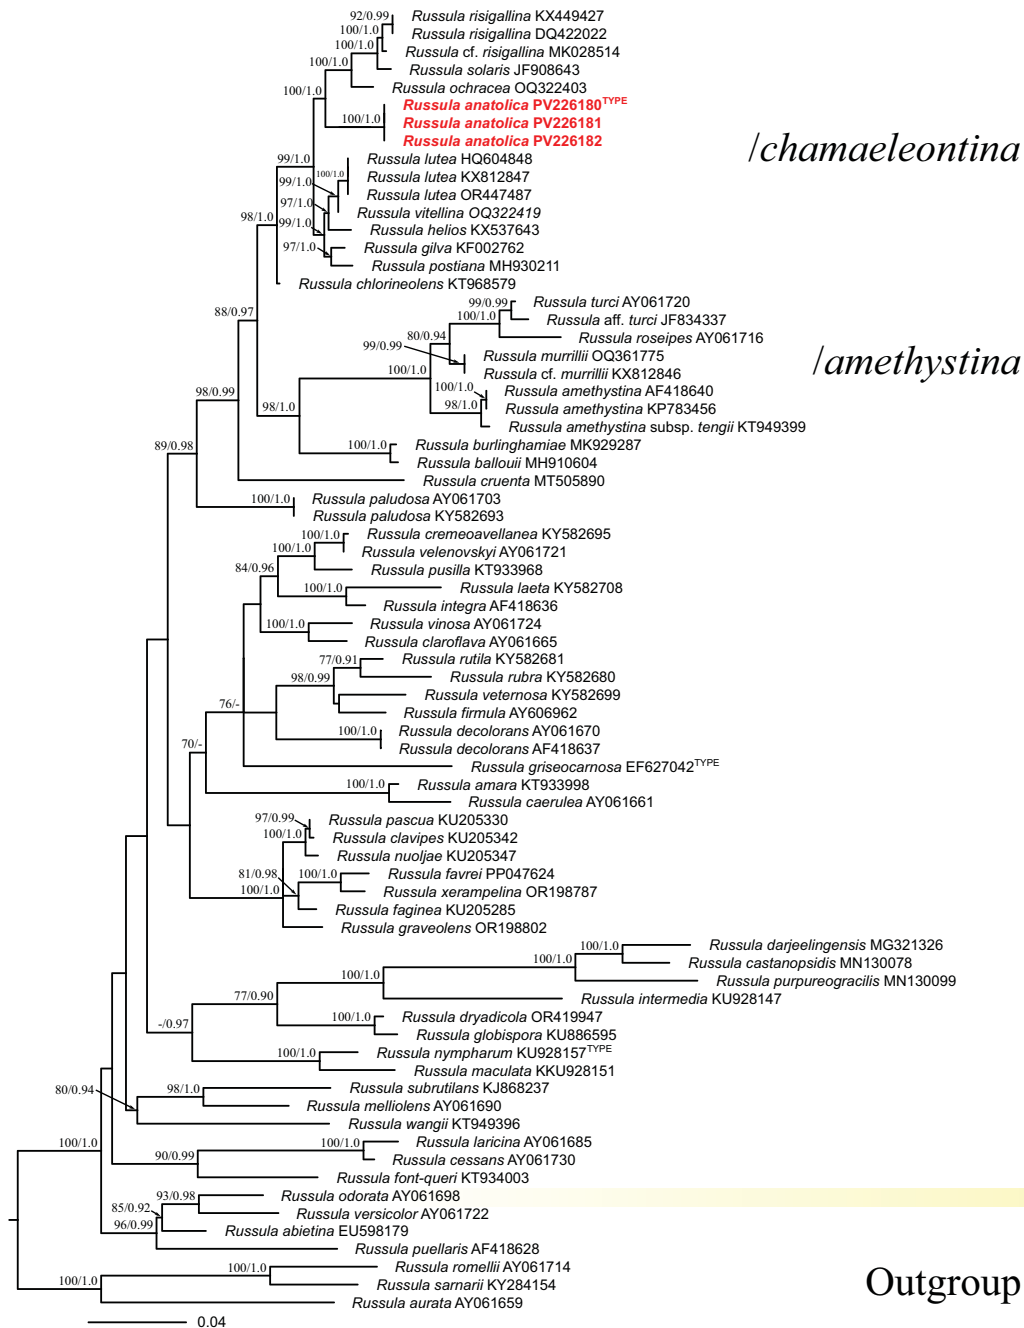 92/0.99
Russula risigallina KX449427
Russula risigallina DQ422022
100/1.0
Russula cf. risigallina MK028514
100/1.0
Russula solaris JF908643
100/1.0
Russula ochracea OQ322403
Russula anatolica PV226180TYPE
100/1.0
Russula anatolica PV226181
Russula anatolica PV226182
/chamaeleontina
99/1.0
Russula lutea HQ604848
100/1.0
Russula lutea KX812847
99/1.0
Russula lutea OR447487
97/1.0
Russula vitellina OQ322419
98/1.0
99/1.0
Russula helios KX537643
97/1.0
Russula gilva KF002762
Russula postiana MH930211
Russula chlorineolens KT968579
88/0.97
99/0.99
Russula turci AY061720
100/1.0
Russula aff. turci JF834337
80/0.94
Russula roseipes AY061716
99/0.99
Russula murrillii OQ361775
/amethystina
100/1.0
Russula cf. murrillii KX812846
100/1.0
Russula amethystina AF418640
98/1.0
98/1.0
Russula amethystina KP783456
Russula amethystina subsp. tengii KT949399
98/0.99
100/1.0
Russula burlinghamiae MK929287
Russula ballouii MH910604
89/0.98
Russula cruenta MT505890
100/1.0
Russula paludosa AY061703
Russula paludosa KY582693
100/1.0
Russula cremeoavellanea KY582695
100/1.0
Russula velenovskyi AY061721
84/0.96
Russula pusilla KT933968
100/1.0
Russula laeta KY582708
Russula integra AF418636
100/1.0
Russula vinosa AY061724
Russula claroflava AY061665
77/0.91
Russula rutila KY582681
98/0.99
Russula rubra KY582680
76/-
Russula veternosa KY582699
Russula firmula AY606962
Russula decolorans AY061670
100/1.0
Russula decolorans AF418637
70/-
Russula griseocarnosa EF627042TYPE
100/1.0
Russula amara KT933998
Russula caerulea AY061661
97/0.99
Russula pascua KU205330
100/1.0
Russula clavipes KU205342
Russula nuoljae KU205347
81/0.98
100/1.0
Russula favrei PP047624
100/1.0
Russula xerampelina OR198787
Russula faginea KU205285
Russula graveolens OR198802
100/1.0
Russula darjeelingensis MG321326
100/1.0
Russula castanopsidis MN130078
100/1.0
Russula purpureogracilis MN130099
77/0.90
Russula intermedia KU928147
100/1.0
Russula dryadicola OR419947
-/0.97
Russula globispora KU886595
100/1.0
Russula nympharum KU928157TYPE
Russula maculata KKU928151
80/0.94
98/1.0
Russula subrutilans KJ868237
Russula melliolens AY061690
Russula wangii KT949396
100/1.0
100/1.0
Russula laricina AY061685
90/0.99
Russula cessans AY061730
Russula font-queri KT934003
93/0.98
Russula odorata AY061698
85/0.92
Russula versicolor AY061722
96/0.99
Russula abietina EU598179
Russula puellaris AF418628
100/1.0
Russula romellii AY061714
100/1.0
Russula sarnarii KY284154
Outgroup
Russula aurata AY061659
0.04